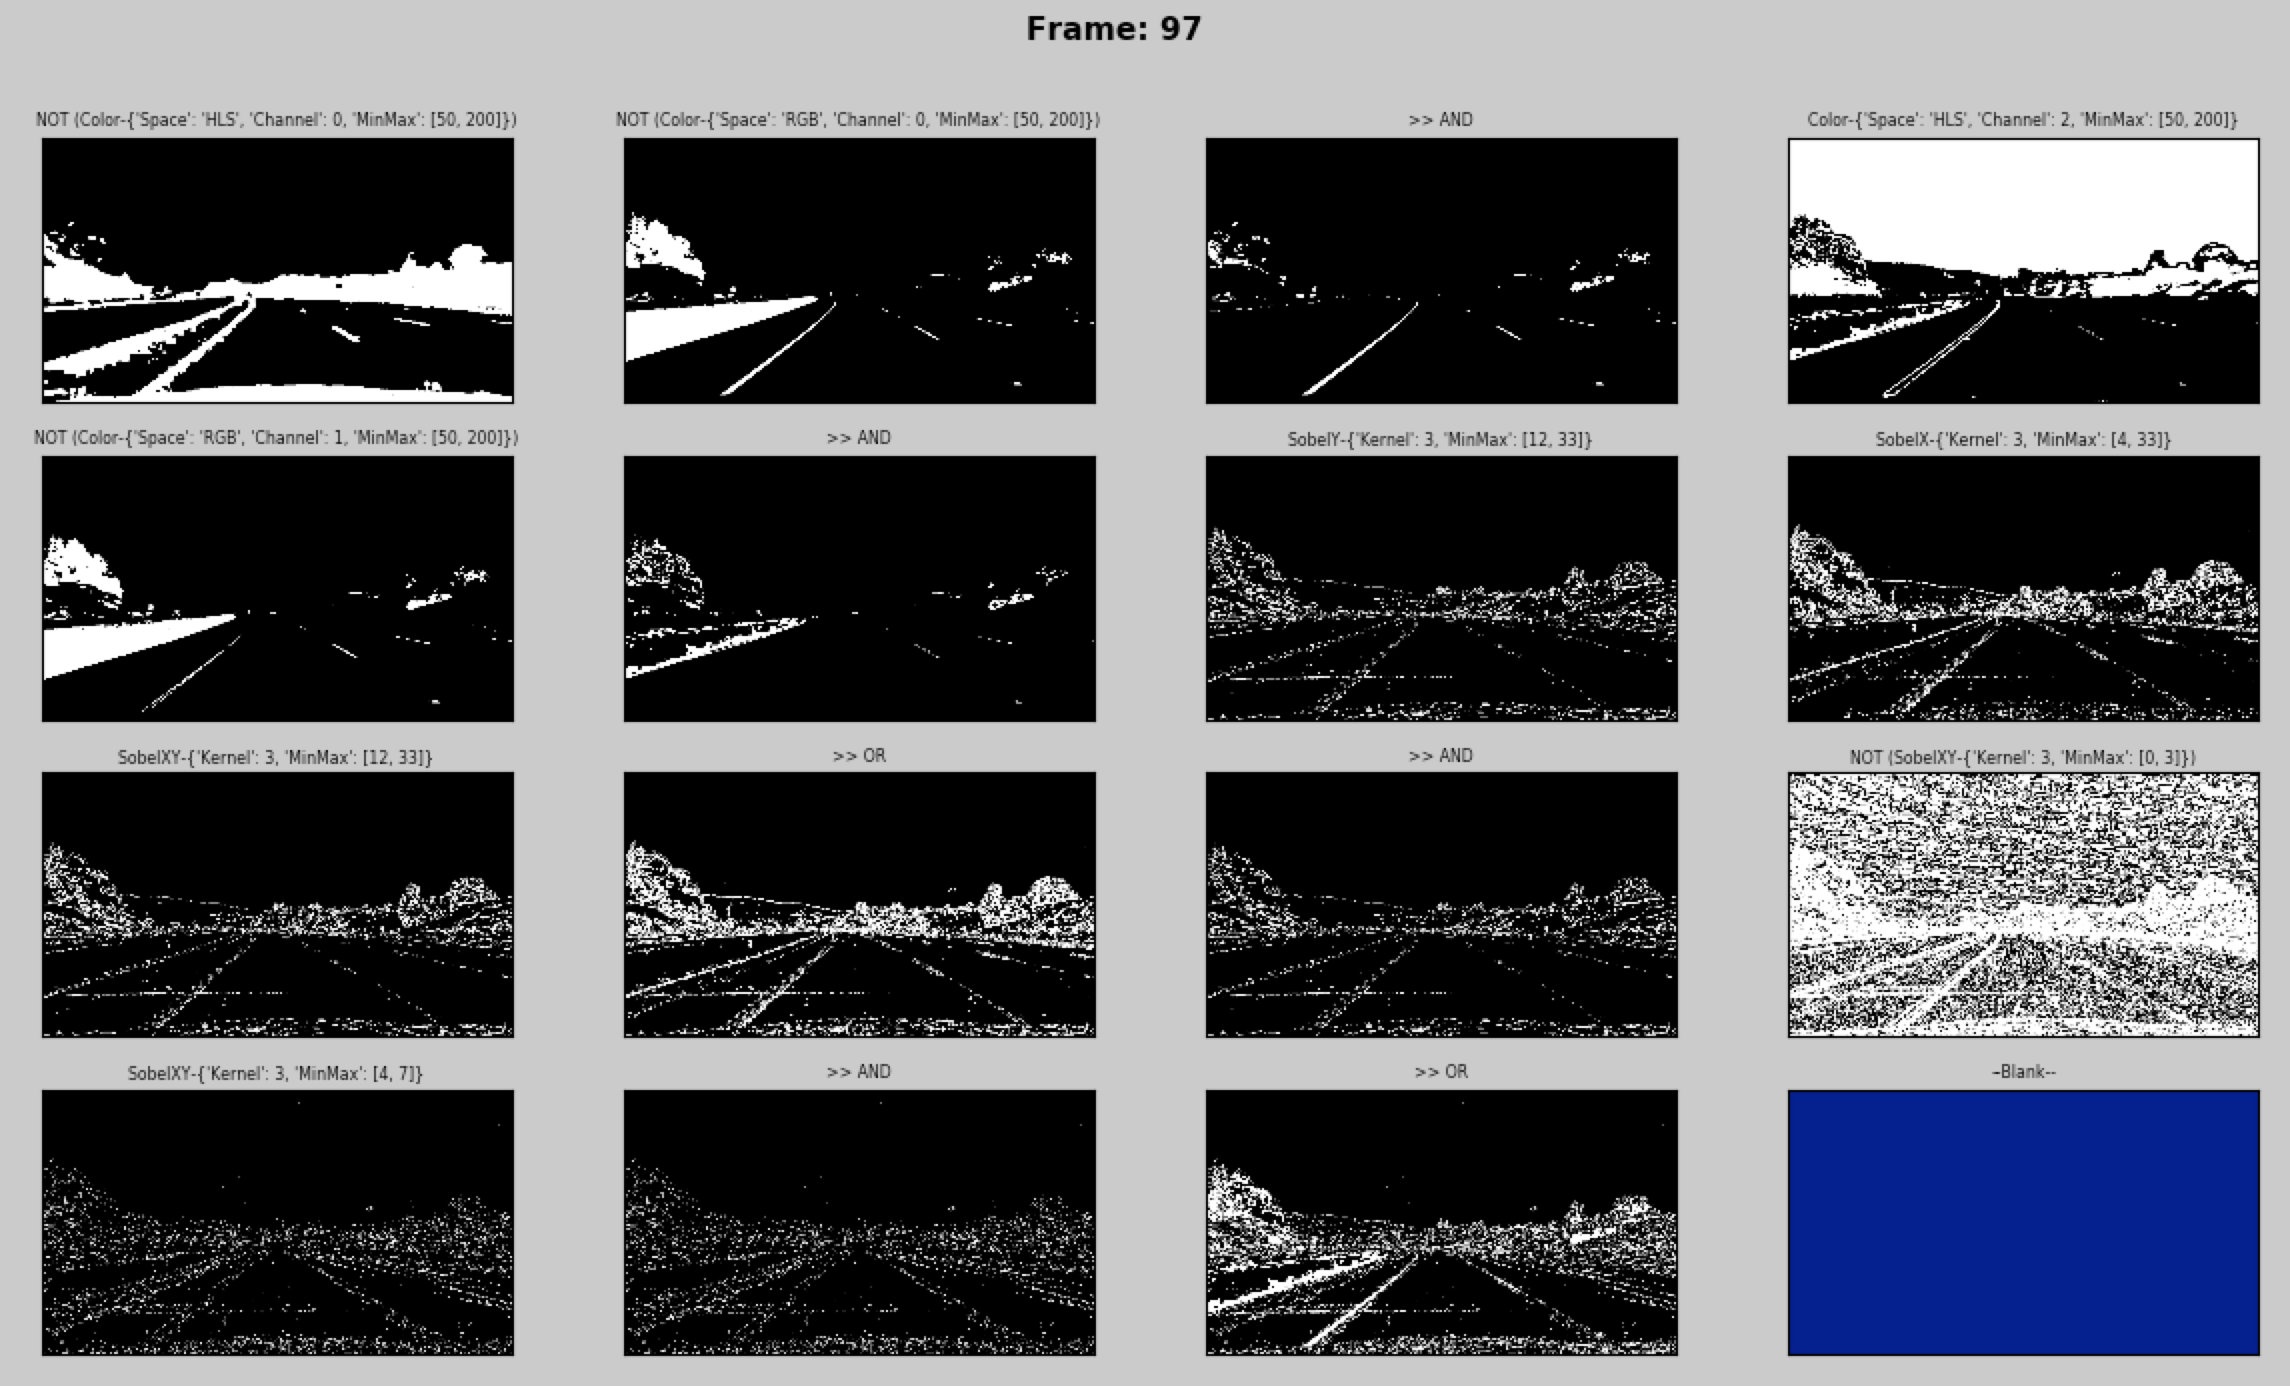 Frame: 97
NOT (Color-{'Space': 'HLS', 'Channel': 0, 'MinMax': [50, 200]})
NOT (Color-{'Space': 'RGB', 'Channel': 0, 'MinMax': [50, 200]})
>> AND
Color-{'Space': 'HLS', 'Channel': 2, 'MinMax': [50, 200]}
NOT (Color-{'Space': 'RGB', 'Channel': 1, 'MinMax': [50, 200]})
>> AND
SobelY-{'Kernel': 3, 'MinMax': [12, 33]}
SobelX-{'Kernel': 3, 'MinMax': [4, 33]}
SobelXY-{'Kernel': 3, 'MinMax': [12, 33]}
>> OR
>> AND
NOT (SobelXY-{'Kernel': 3, 'MinMax': [0, 3]})
SobelXY-{'Kernel': 3, 'MinMax': [4, 7]}
>> AND
>> OR
--Blank--